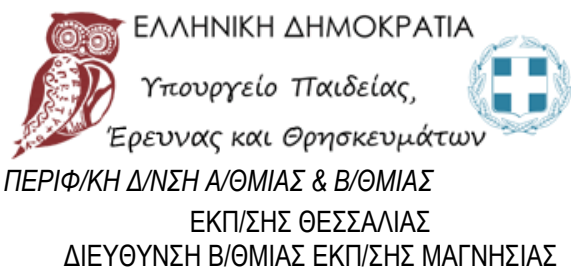 ΕΛΛΗΝΙΚΗ ΔΗΜΟΚΡΑΤΙΑ
Υπουργείο Παιδείας,
Έρευνας και Θρησκευμάτων
ΠΕΡΙΦ/ΚΗ Δ/ΝΣΗ Α/ΘΜΙΑΣ & Β/ΘΜΙΑΣ
ΕΚΠ/ΣΗΣ ΘΕΣΣΑΛΙΑΣ
ΔΙΕΥΘΥΝΣΗ Β/ΘΜΙΑΣ ΕΚΠ/ΣΗΣ ΜΑΓΝΗΣΙΑΣ